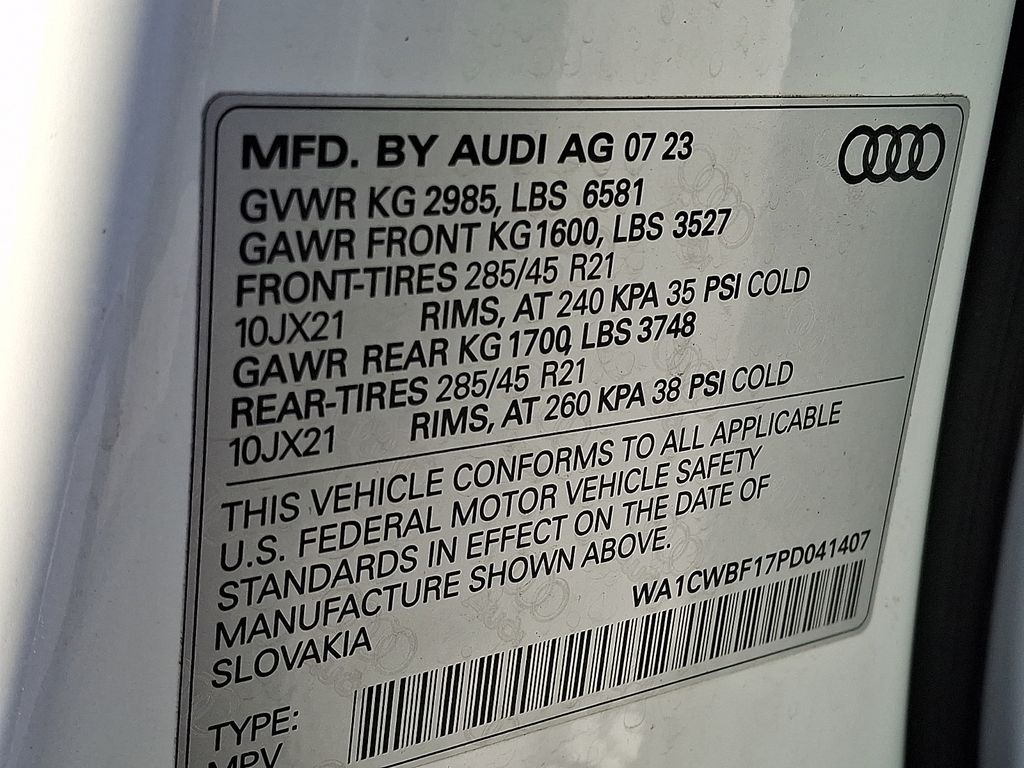 MFD. BY AUDI AG 07 23
GVWR KG 2985, LBS 6581
GAWR FRONT KG 1600, LBS 3527
FRONT-TIRES 285/45 R21
10JX21 RIMS, AT 240 KPA 35 PSI COLD
GAWR REAR KG 1700, LBS 3748
REAR-TIRES 285/45 R21
10JX21 RIMS, AT 260 KPA 38 PSI COLD
THIS VEHICLE CONFORMS TO ALL APPLICABLE
U.S. FEDERAL MOTOR VEHICLE SAFETY
STANDARDS IN EFFECT ON THE DATE OF
MANUFACTURE SHOWN ABOVE.
SLOVAKIA
WA1CWBF17PD041407
TYPE:
MPV